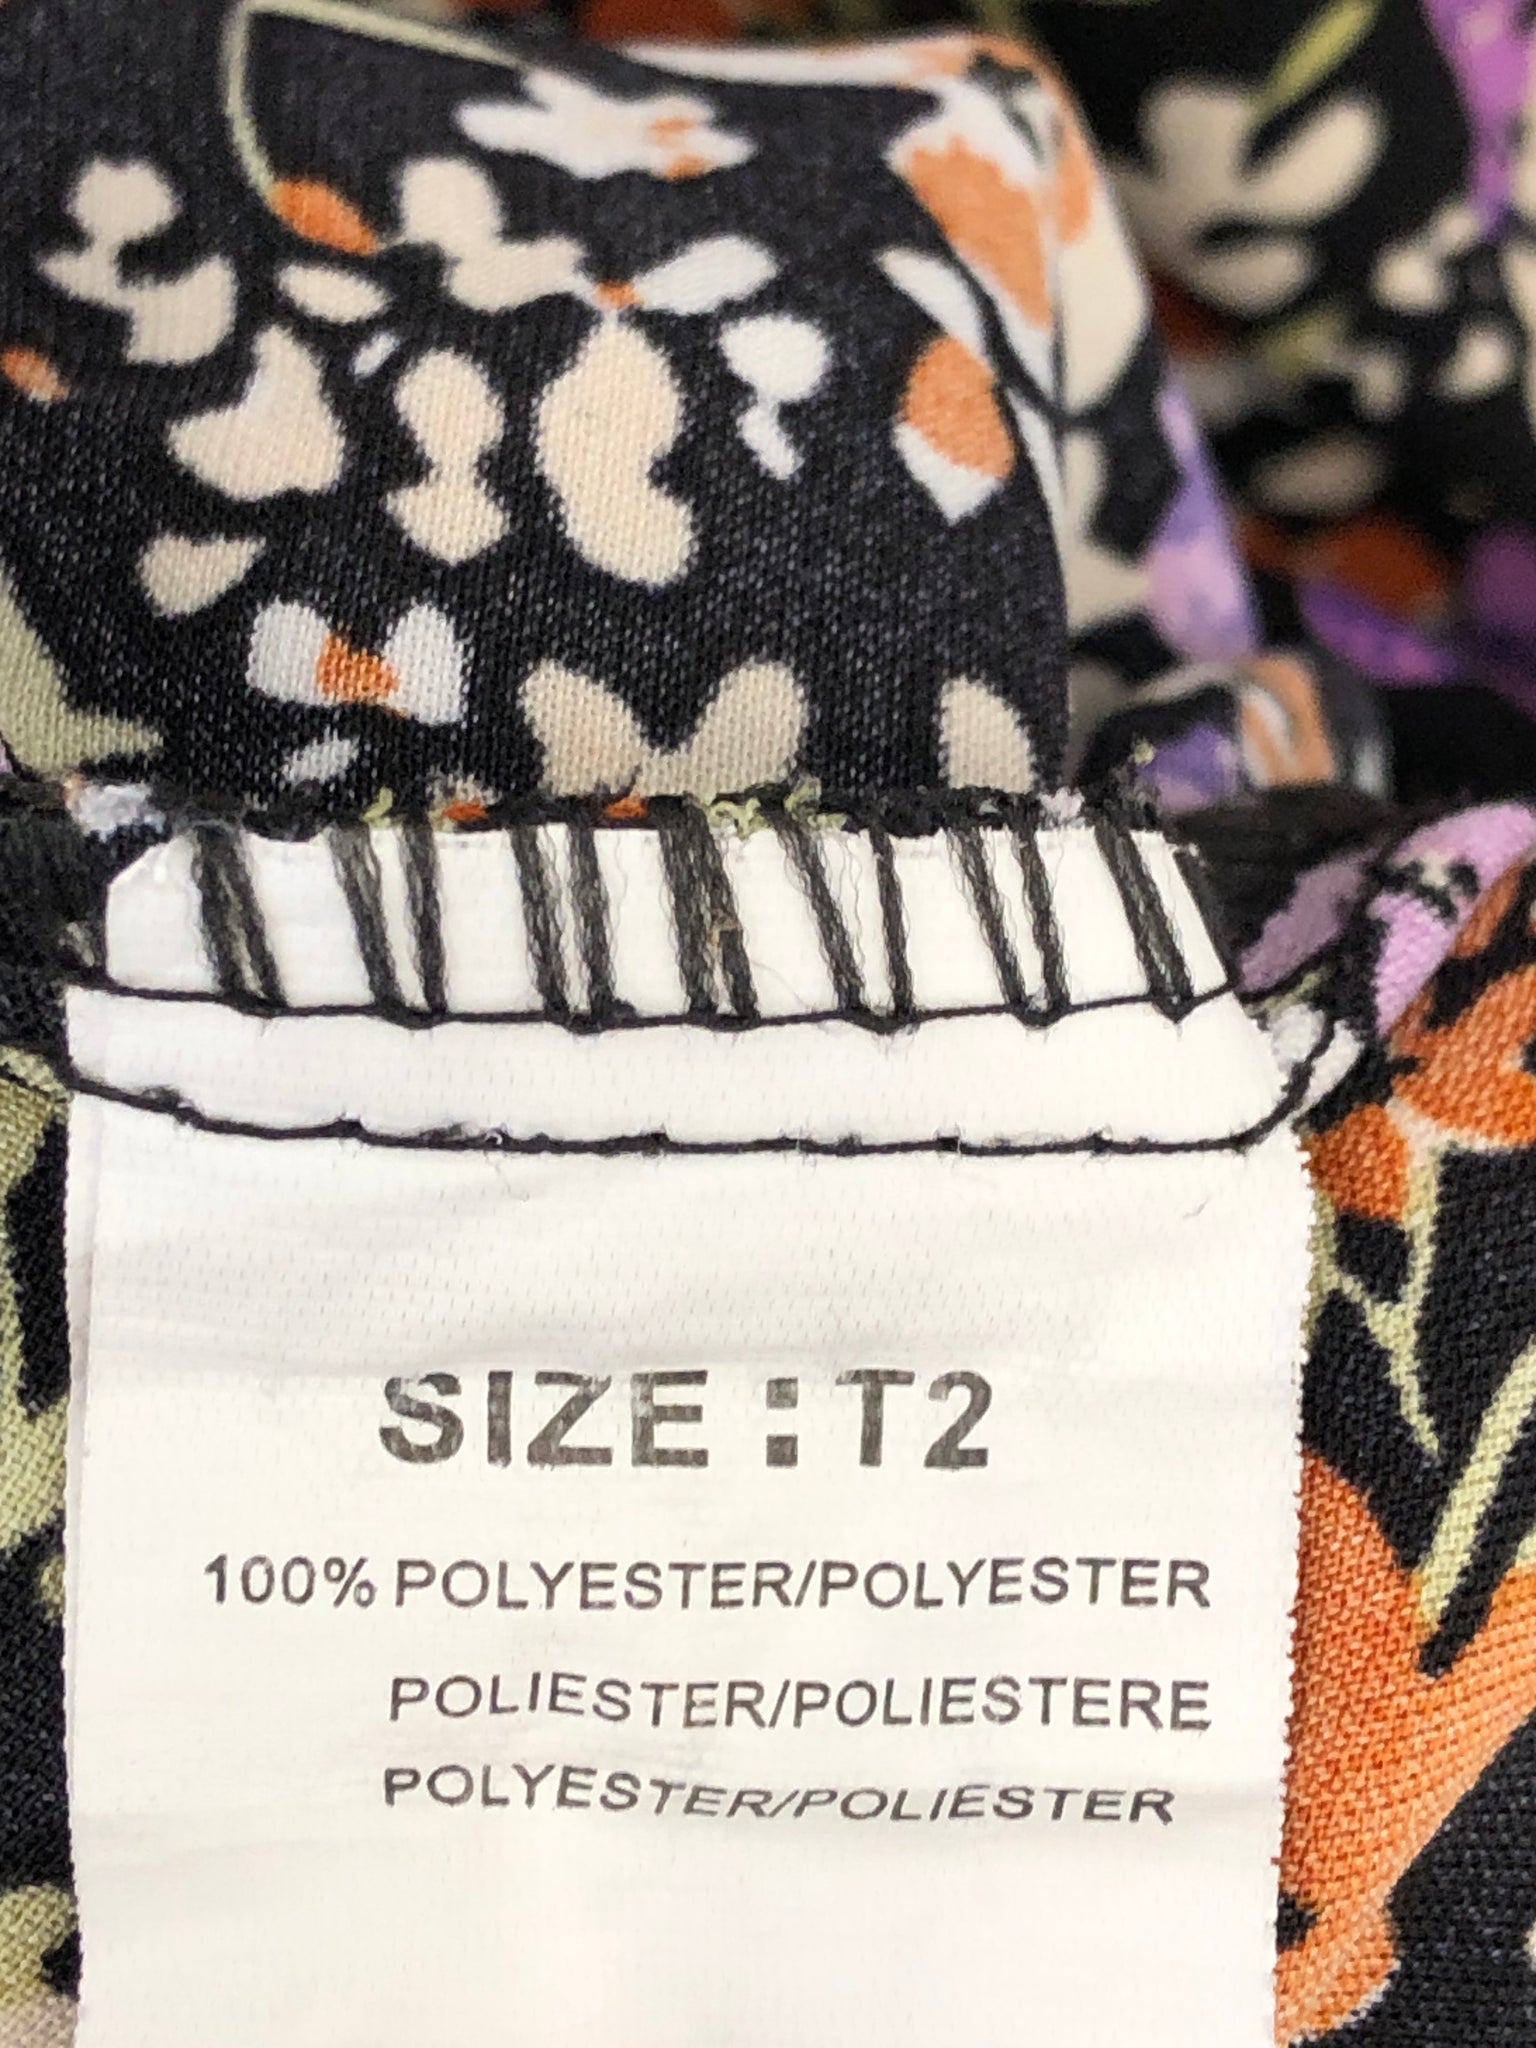 SIZE : T2
100% POLYESTER/POLYESTER
POLIESTER/POLIESTERE
POLYESTER/POLIESTER